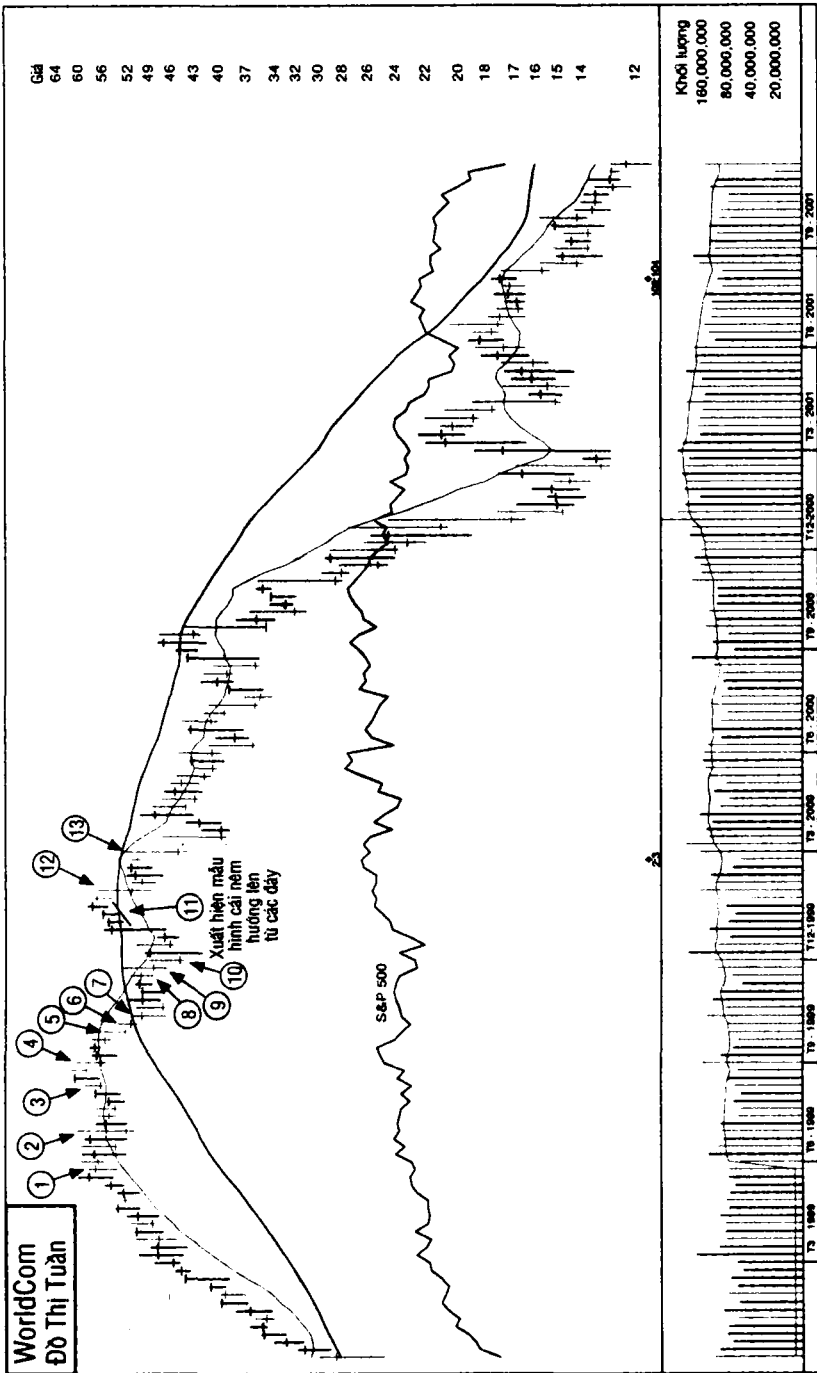 WorldCom
Đồ Thị Tuần
Giá
64
60
56
52
49
46
43
40
37
34
32
30
28
26
24
22
20
18
17
16
15
14
12
1
2
3
4
5
6
7
8
9
10
11
12
13
Xuất hiện mẫu
hình cái nêm
hướng lên
từ các đáy
S&P 500
2:3
Khối lượng
160,000,000
80,000,000
40,000,000
20,000,000
T3 - 1999
T6 - 1999
T9 - 1999
T12-1999
T3 - 2000
T6 - 2000
T9 - 2000
T12-2000
T3 - 2001
T6 - 2001
T9 - 2001